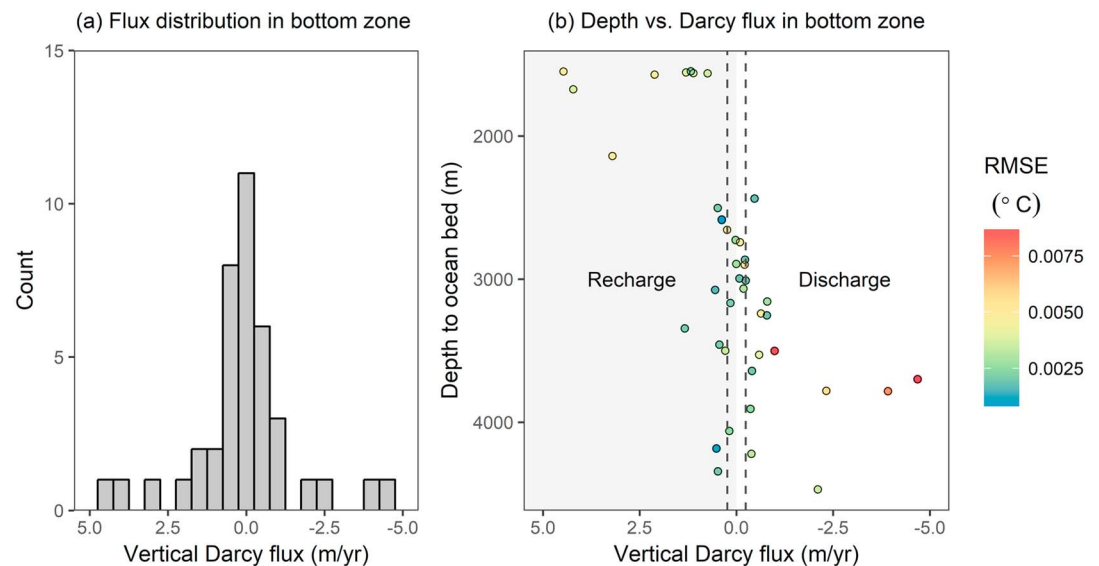 (a) Flux distribution in bottom zone
15
10
5
0
Count
5.0 2.5 0.0 -2.5 -5.0
Vertical Darcy flux (m/yr)
(b) Depth vs. Darcy flux in bottom zone
2000
3000
4000
Depth to ocean bed (m)
Recharge
Discharge
5.0 2.5 0.0 -2.5 -5.0
Vertical Darcy flux (m/yr)
RMSE
(° C)
0.0075
0.0050
0.0025